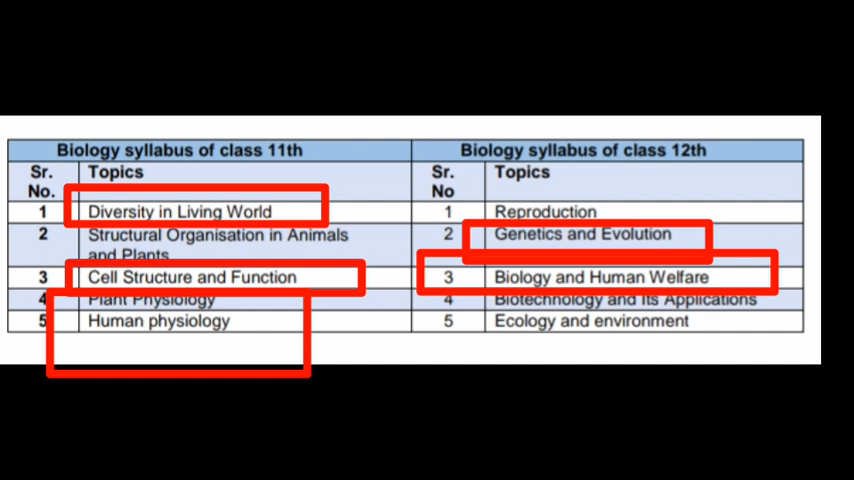 Biology syllabus of class 11th Biology syllabus of class 12th
Sr. No. Topics Sr. No Topics
1 Diversity in Living World 1 Reproduction
2 Structural Organisation in Animals and Plants 2 Genetics and Evolution
3 Cell Structure and Function 3 Biology and Human Welfare
4 Plant Physiology 4 Biotechnology and Its Applications
5 Human physiology 5 Ecology and environment